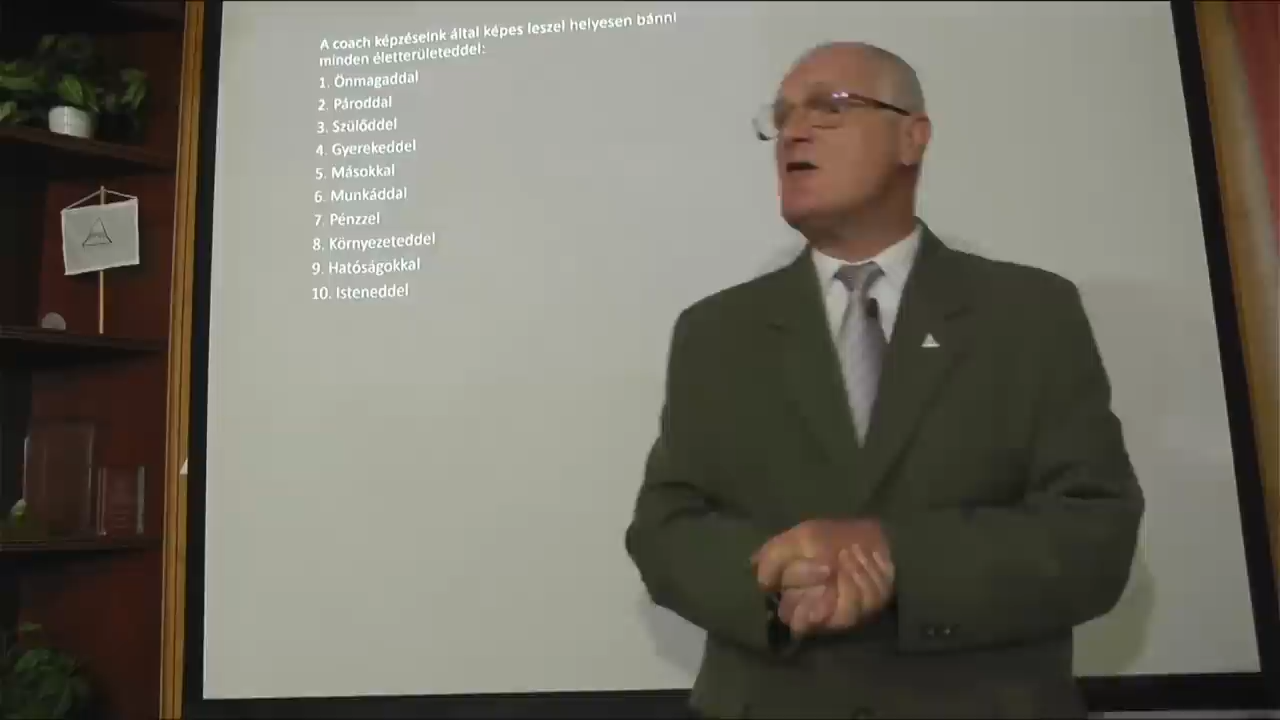 A coach képzéseink által képes leszel helyesen bánni
minden életterületeddel:
1. Önmagaddal
2. Pároddal
3. Szülőddel
4. Gyerekeddel
5. Másokkal
6. Munkáddal
7. Pénzzel
8. Környezeteddel
9. Hatóságokkal
10. Isteneddel